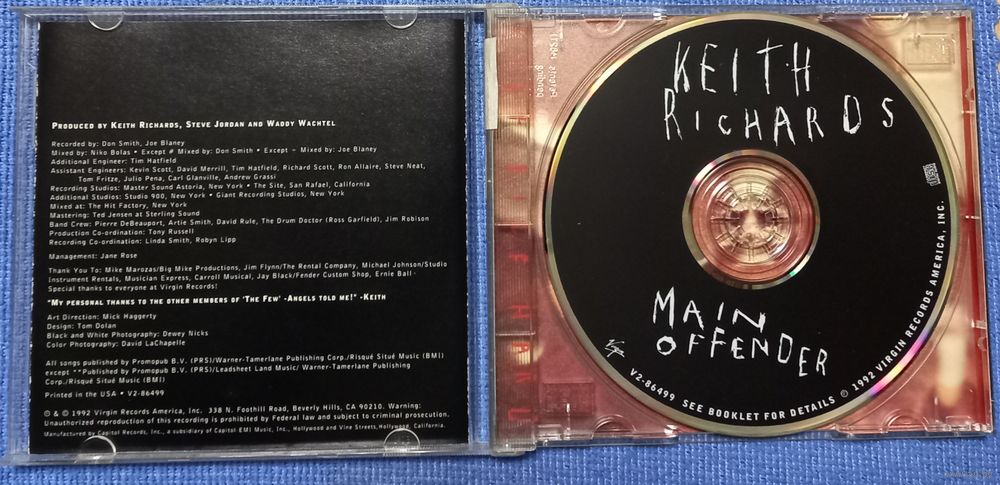 PRODUCED BY KEITH RICHARDS, STEVE JORDAN AND WADDY WACHTEL
Recorded by: Don Smith, Joe Blaney
Mixed by: Niko Bolas • Except # Mixed by: Don Smith • Except ~ Mixed by: Joe Blaney
Additional Engineer: Tim Hatfield
Assistant Engineers: Kevin Scott, David Merrill, Tim Hatfield, Richard Scott, Ron Allaire, Steve Neat,
Tom Fritze, Julio Pena, Carl Glanville, Andrew Grassi
Recording Studios: Master Sound Astoria, New York • The Site, San Rafael, California
Additional Studios: Studio 900, New York • Giant Recording Studios, New York
Mixed at: The Hit Factory, New York
Mastering: Ted Jensen at Sterling Sound
Band Crew: Pierre DeBeauport, Artie Smith, David Rule, The Drum Doctor (Ross Garfield), Jim Robison
Production Co-ordination: Tony Russell
Recording Co-ordination: Linda Smith, Robyn Lipp
Management: Jane Rose
Thank You To: Mike Marozas/Big Mike Productions, Jim Flynn/The Rental Company, Michael Johnson/Studio
Instrument Rentals, Musician Express, Carroll Musical, Jay Black/Fender Custom Shop, Ernie Ball
Special thanks to everyone at Virgin Records!
"MY PERSONAL THANKS TO THE OTHER MEMBERS OF 'THE FEW' -ANGELS TOLD ME!" -KEITH
Art Direction: Mick Haggerty
Design: Tom Dolan
Black and White Photography: Dewey Nicks
Color Photography: David LaChapelle
All songs published by Promopub B.V. (PRS)/Warner-Tamerlane Publishing Corp./Risqué Situé Music (BMI)
except **Published by Promopub B.V. (PRS)/Leadsheet Land Music/ Warner-Tamerlane Publishing
Corp./Risqué Situé Music (BMI)
Printed in the USA • V2-86499
℗ & © 1992 Virgin Records America, Inc. 338 N. Foothill Road, Beverly Hills, CA 90210. Warning:
Unauthorized reproduction of this recording is prohibited by Federal law and subject to criminal prosecution.
Manufactured by Capitol Records, Inc., a subsidiary of Capitol EMI Music, Inc., Hollywood and Vine Streets, Hollywood, California.
KEITH
RICHARDS
MAIN
OFFENDER
V2-86499 SEE BOOKLET FOR DETAILS © 1992 VIRGIN RECORDS AMERICA, INC.